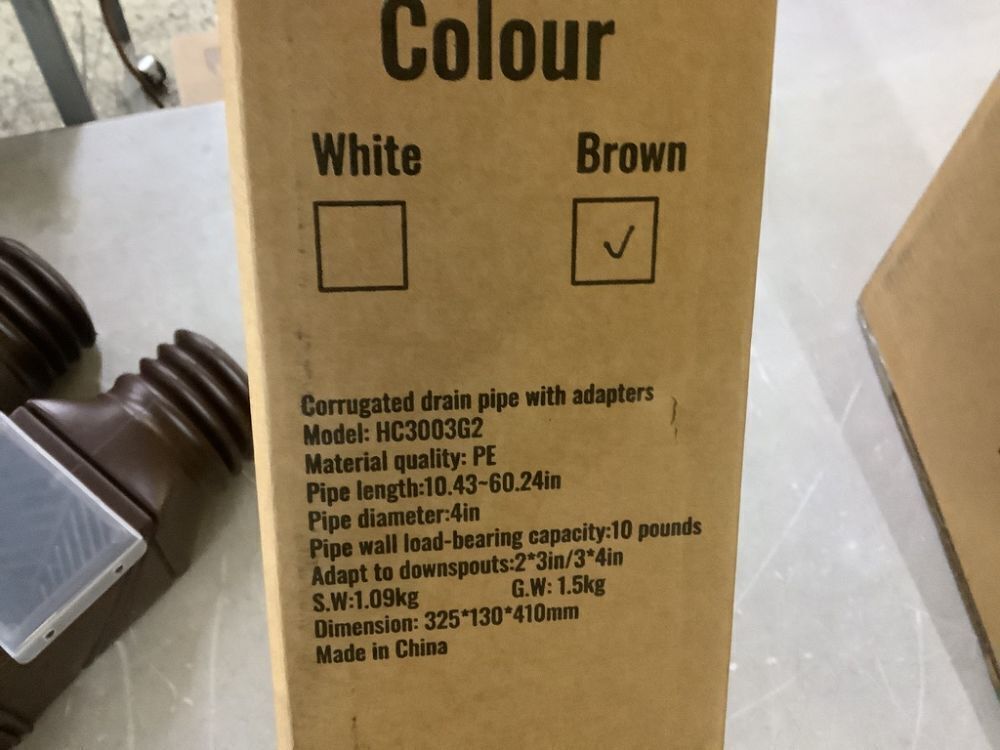 Colour
White Brown
✓
Corrugated drain pipe with adapters
Model: HC3003G2
Material quality: PE
Pipe length:10.43~60.24in
Pipe diameter:4in
Pipe wall load-bearing capacity:10 pounds
Adapt to downspouts:2*3in/3*4in
S.W:1.09kg G.W: 1.5kg
Dimension: 325*130*410mm
Made in China